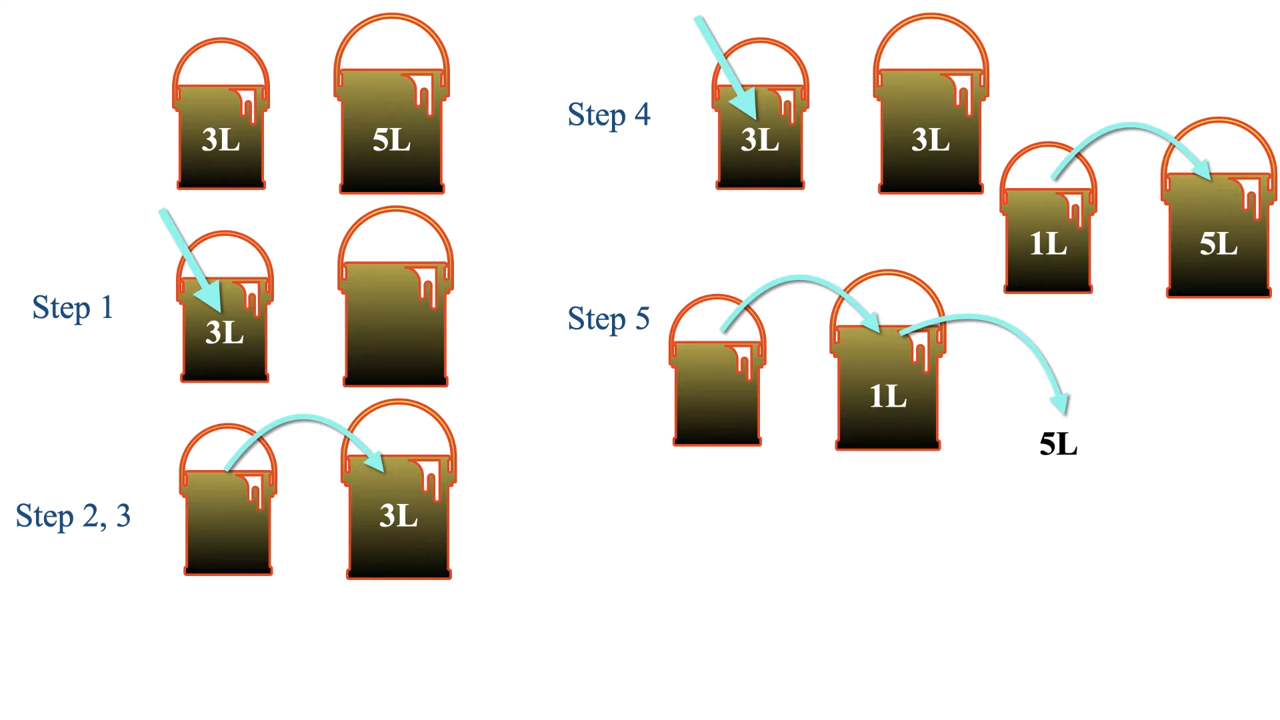 3L 5L
Step 1
3L
Step 2, 3
3L
Step 4
3L 3L
1L 5L
Step 5
1L
5L